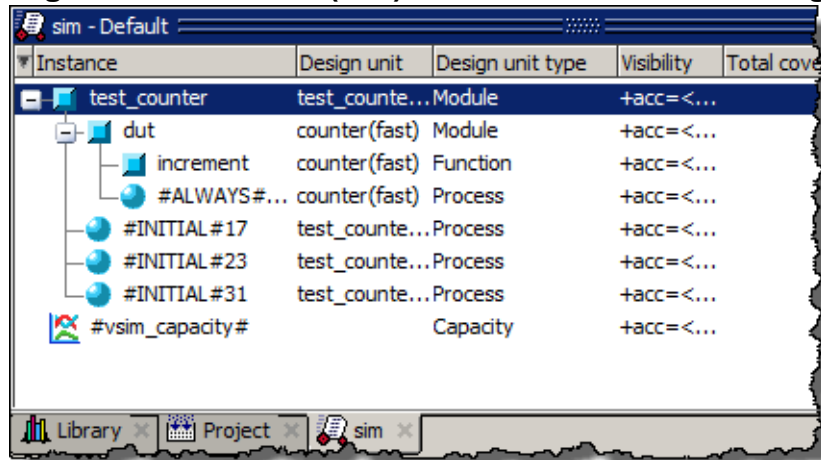 sim - Default
Instance Design unit Design unit type Visibility Total cove
test_counter test_counte... Module +acc=<...
dut counter(fast) Module +acc=<...
increment counter(fast) Function +acc=<...
#ALWAYS#... counter(fast) Process +acc=<...
#INITIAL#17 test_counte... Process +acc=<...
#INITIAL#23 test_counte... Process +acc=<...
#INITIAL#31 test_counte... Process +acc=<...
#vsim_capacity# Capacity +acc=<...
Library Project sim